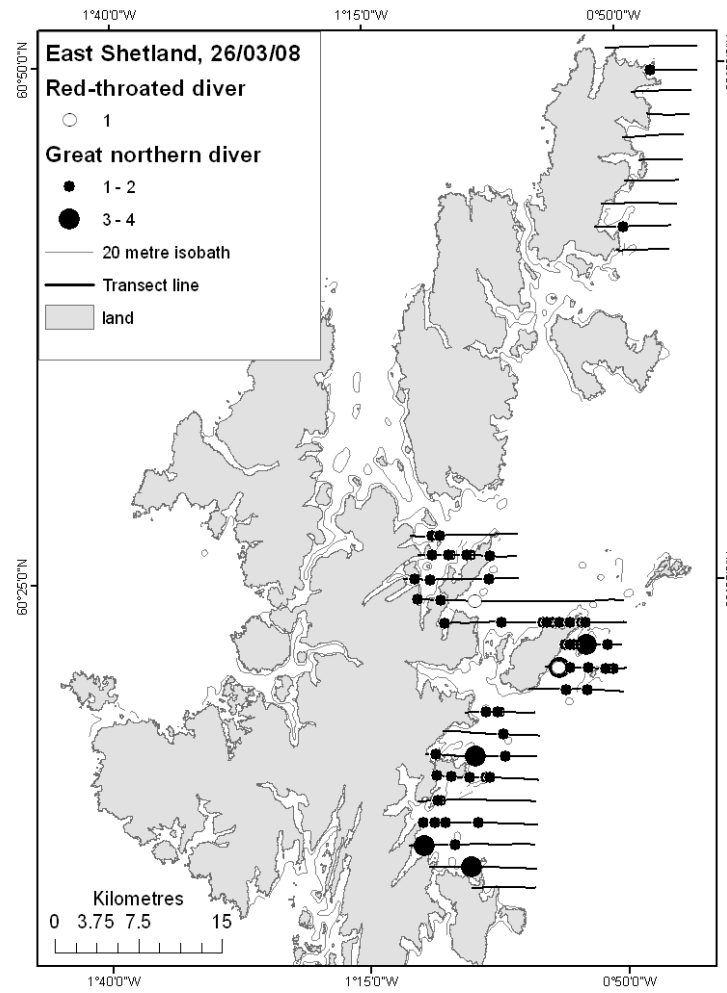 1°40'0"W 1°15'0"W 0°50'0"W
60°50'0"N
East Shetland, 26/03/08
Red-throated diver
1
Great northern diver
1 - 2
3 - 4
20 metre isobath
Transect line
land
60°25'0"N
Kilometres
0 3.75 7.5 15
1°40'0"W 1°15'0"W 0°50'0"W